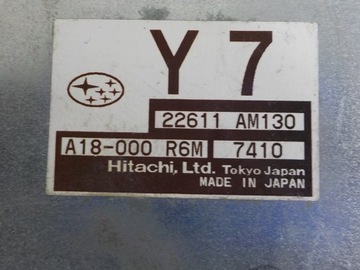 Y 7
22611 AM130
A18-000 R6M 7410
Hitachi, Ltd. Tokyo Japan
MADE IN JAPAN